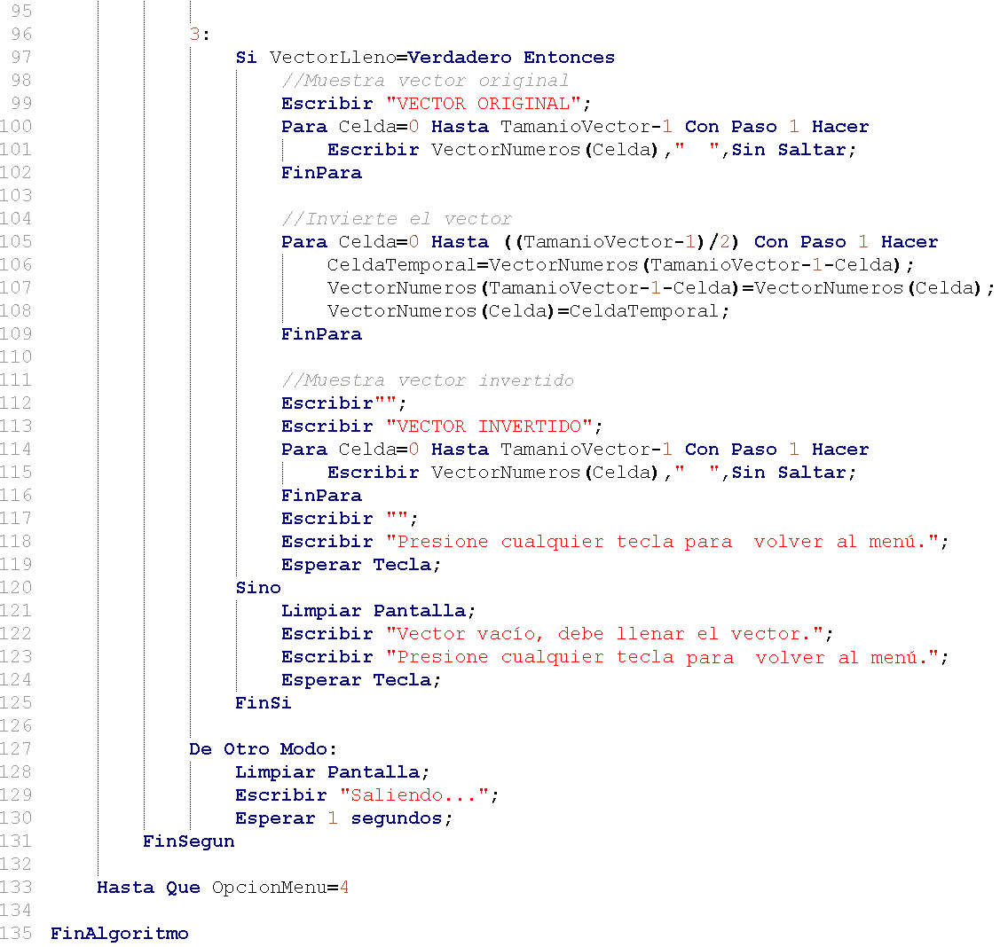 95
96 3:
97 Si VectorLleno=Verdadero Entonces
98 //Muestra vector original
99 Escribir "VECTOR ORIGINAL";
100 Para Celda=0 Hasta TamanioVector-1 Con Paso 1 Hacer
101 Escribir VectorNumeros(Celda),"  ",Sin Saltar;
102 FinPara
103
104 //Invierte el vector
105 Para Celda=0 Hasta ((TamanioVector-1)/2) Con Paso 1 Hacer
106 CeldaTemporal=VectorNumeros(TamanioVector-1-Celda);
107 VectorNumeros(TamanioVector-1-Celda)=VectorNumeros(Celda);
108 VectorNumeros(Celda)=CeldaTemporal;
109 FinPara
110
111 //Muestra vector invertido
112 Escribir"";
113 Escribir "VECTOR INVERTIDO";
114 Para Celda=0 Hasta TamanioVector-1 Con Paso 1 Hacer
115 Escribir VectorNumeros(Celda),"  ",Sin Saltar;
116 FinPara
117 Escribir "";
118 Escribir "Presione cualquier tecla para  volver al menú.";
119 Esperar Tecla;
120 Sino
121 Limpiar Pantalla;
122 Escribir "Vector vacío, debe llenar el vector.";
123 Escribir "Presione cualquier tecla para  volver al menú.";
124 Esperar Tecla;
125 FinSi
126
127 De Otro Modo:
128 Limpiar Pantalla;
129 Escribir "Saliendo...";
130 Esperar 1 segundos;
131 FinSegun
132
133 Hasta Que OpcionMenu=4
134
135 FinAlgoritmo